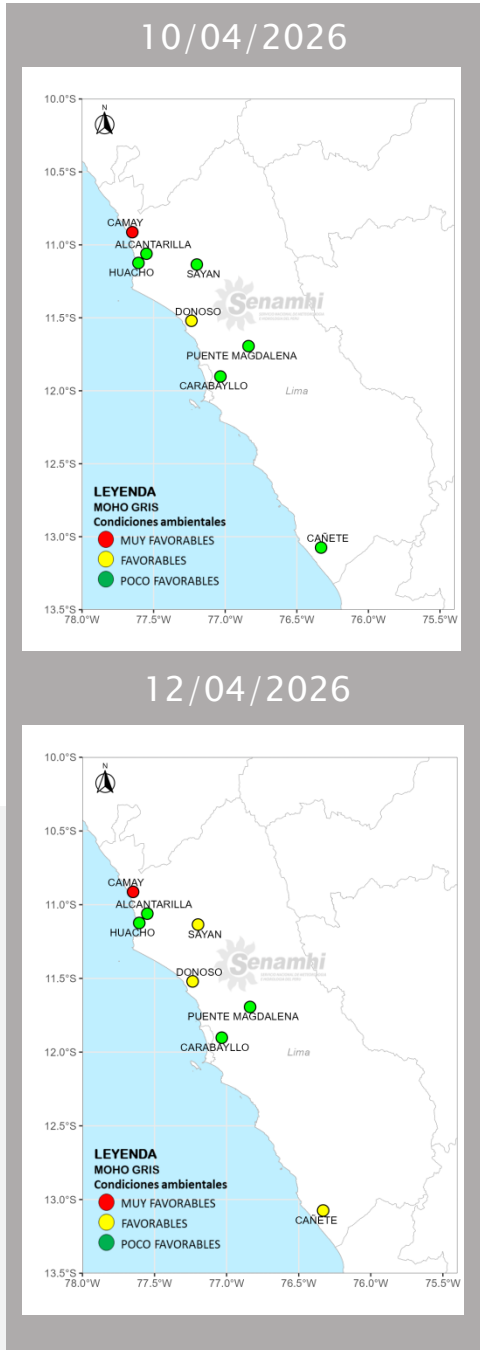 10/04/2026
N
10.0°S
10.5°S
CAMAY
11.0°S
ALCANTARILLA
HUACHO
SAYAN
Senamhi
11.5°S
DONOSO
PUENTE MAGDALENA
12.0°S
CARABAYLLO
Lima
12.5°S
LEYENDA
MOHO GRIS
Condiciones ambientales
13.0°S
MUY FAVORABLES
CAÑETE
FAVORABLES
POCO FAVORABLES
13.5°S
78.0°W 77.5°W 77.0°W 76.5°W 76.0°W 75.5°W
12/04/2026
N
10.0°S
10.5°S
CAMAY
11.0°S
ALCANTARILLA
HUACHO
SAYAN
Senamhi
11.5°S
DONOSO
PUENTE MAGDALENA
12.0°S
CARABAYLLO
Lima
12.5°S
LEYENDA
MOHO GRIS
Condiciones ambientales
13.0°S
MUY FAVORABLES
CAÑETE
FAVORABLES
POCO FAVORABLES
13.5°S
78.0°W 77.5°W 77.0°W 76.5°W 76.0°W 75.5°W